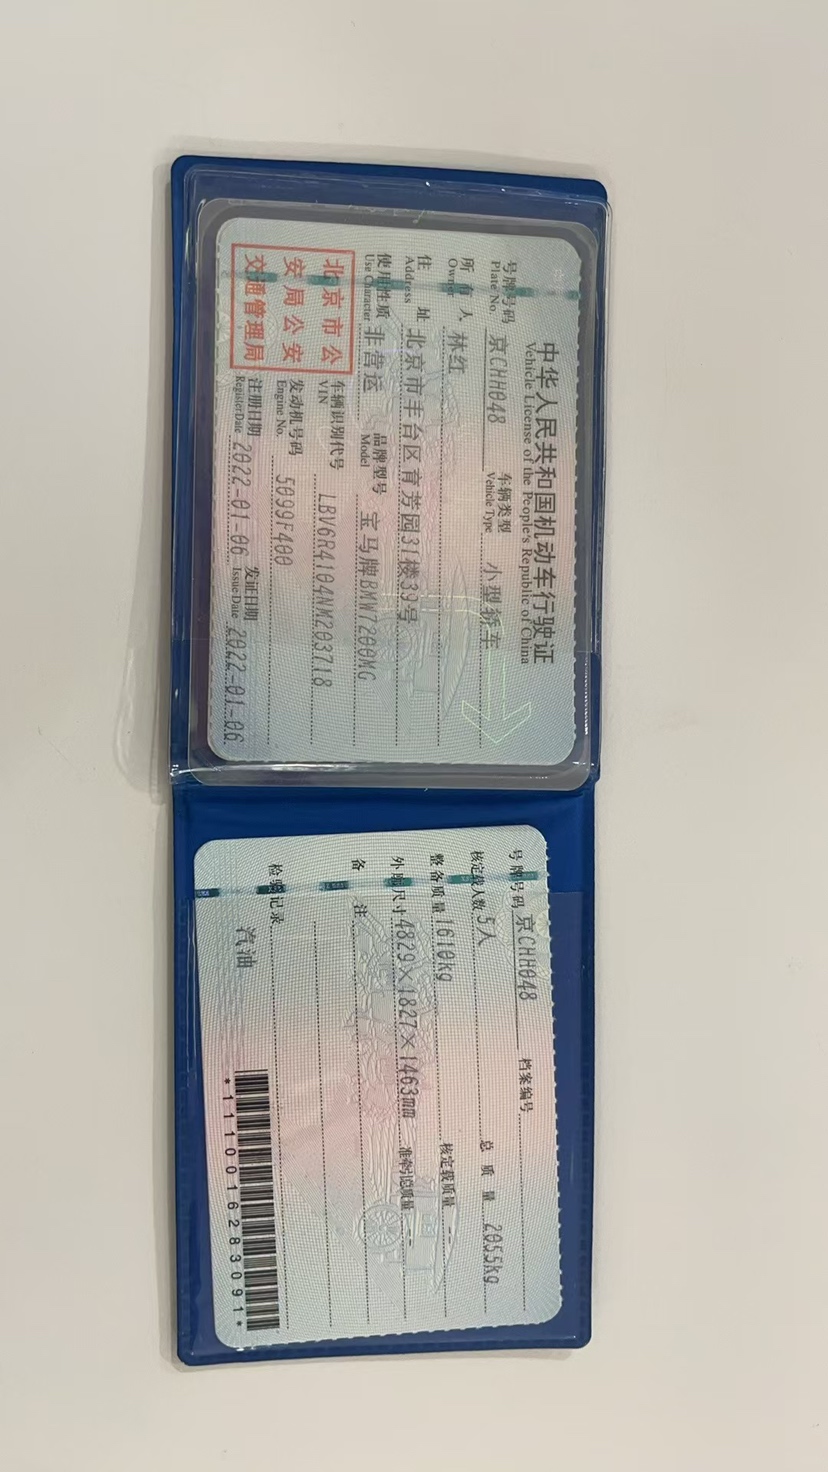 中华人民共和国机动车行驶证
Vehicle License of the People's Republic of China
号牌号码 Plate No. 京CHH048 车辆类型 Vehicle Type 小型轿车
所有人 Owner 林红
住址 Address 北京市丰台区育芳园31楼39号
使用性质 Use Character 非营运 品牌型号 Model 宝马牌BMW7200MG
北京市公安局公安交通管理局
车辆识别代号 VIN LBV6R4104NM203718
发动机号码 Engine No. 5099F400
注册日期 Register Date 2022-01-06 发证日期 Issue Date 2022-01-06
号牌号码 京CHH048 档案编号
核定载人数 5人 总质量 2055kg
整备质量 1610kg 核定载质量 --
外廓尺寸 4829×1827×1463mm 准牵引总质量 --
备注
检验记录
汽油
*1110016283091*